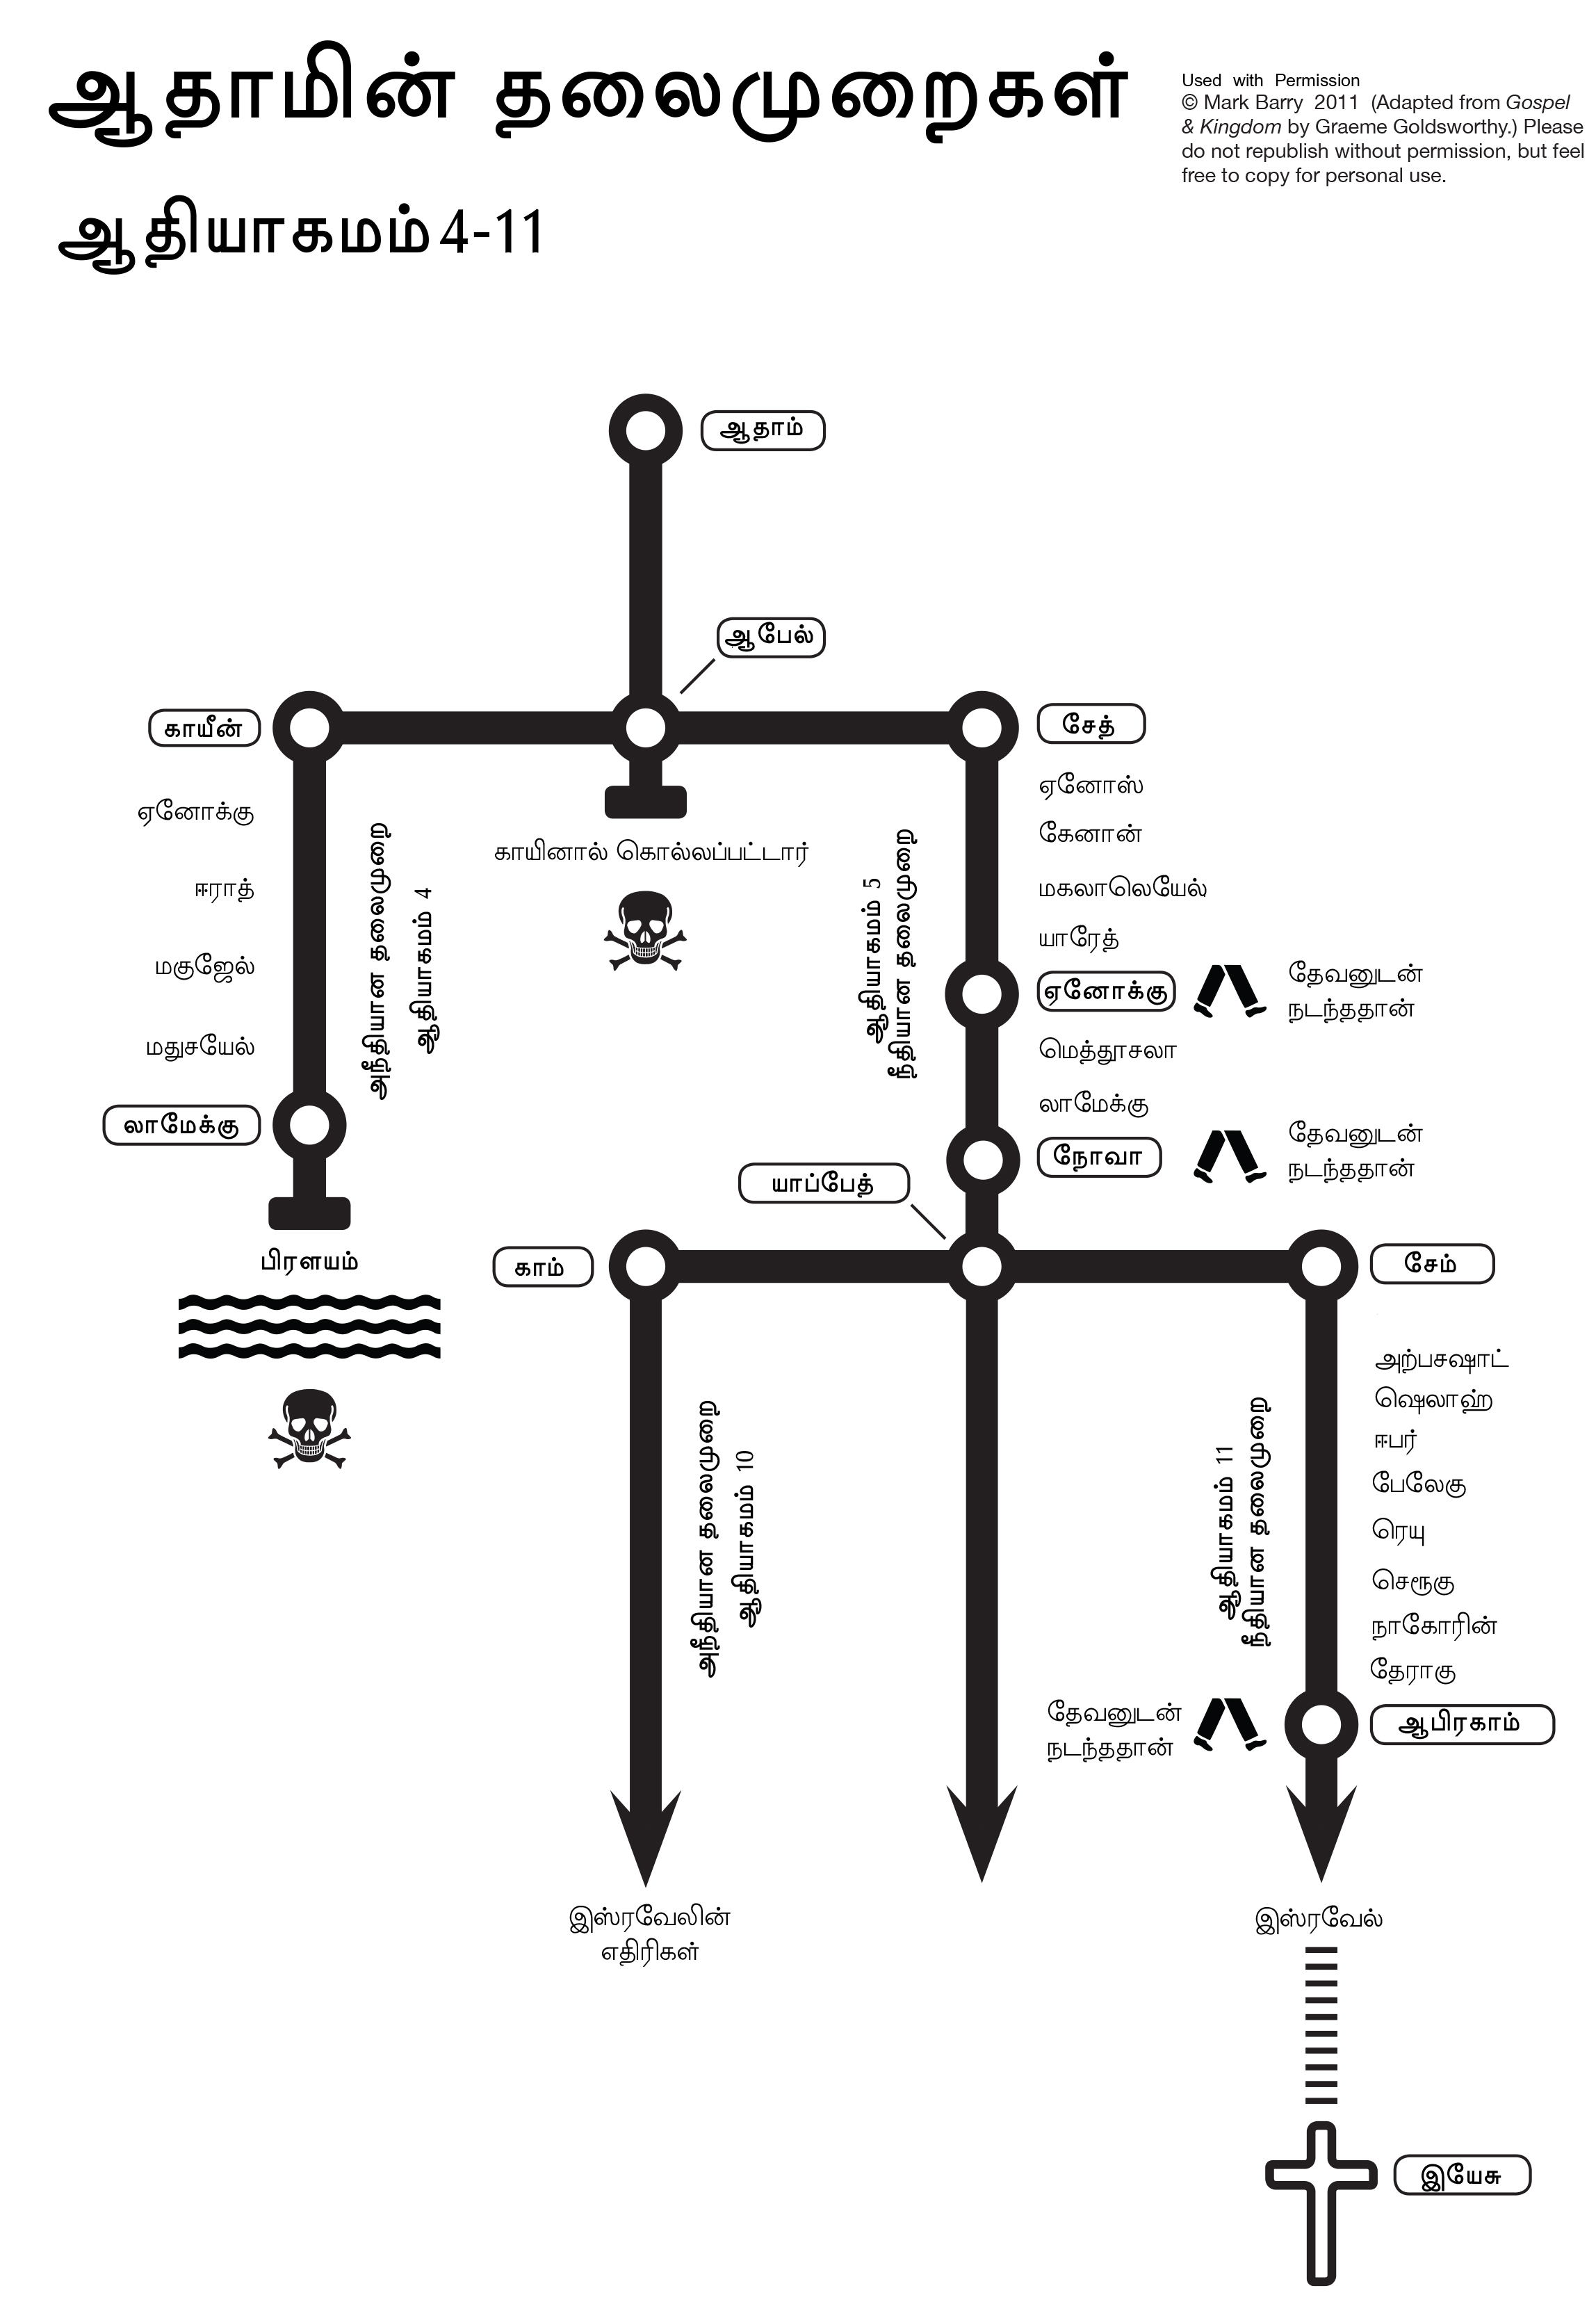 ஆதாமின் தலைமுறைகள்
Used with Permission
© Mark Barry 2011 (Adapted from Gospel
& Kingdom by Graeme Goldsworthy.) Please
do not republish without permission, but feel
free to copy for personal use.
ஆதியாகமம் 4-11
ஆதாம்
ஆபேல்
காயீன்
சேத்
ஏனோக்கு
ஈராத்
மகுஜேல்
மதுசயேல்
லாமேக்கு
அநீதியான தலைமுறை
ஆதியாகமம் 4
பிரளயம்
காயினால் கொல்லப்பட்டார்
ஆதியாகமம் 5
நீதியான தலைமுறை
ஏனோஸ்
கேனான்
மகலாலெயேல்
யாரேத்
ஏனோக்கு
தேவனுடன்
நடந்ததான்
மெத்தூசலா
லாமேக்கு
நோவா
தேவனுடன்
நடந்ததான்
யாப்பேத்
காம்
சேம்
அநீதியான தலைமுறை
ஆதியாகமம் 10
ஆதியாகமம் 11
நீதியான தலைமுறை
அற்பசஷாட்
ஷெலாஹ்
ஈபர்
பேலேகு
ரெயு
செரூகு
நாகோரின்
தேராகு
ஆபிரகாம்
தேவனுடன்
நடந்ததான்
இஸ்ரவேலின்
எதிரிகள்
இஸ்ரவேல்
இயேசு